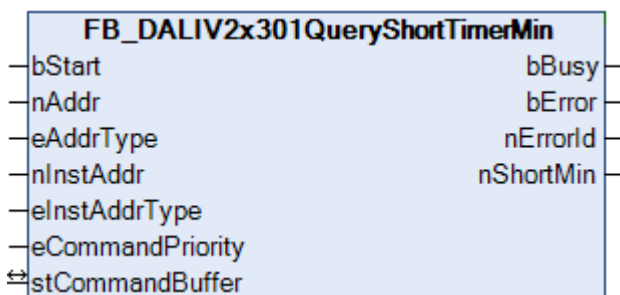 FB_DALIV2x301QueryShortTimerMin
bStart bBusy
nAddr bError
eAddrType nErrorId
nInstAddr nShortMin
eInstAddrType
eCommandPriority
stCommandBuffer